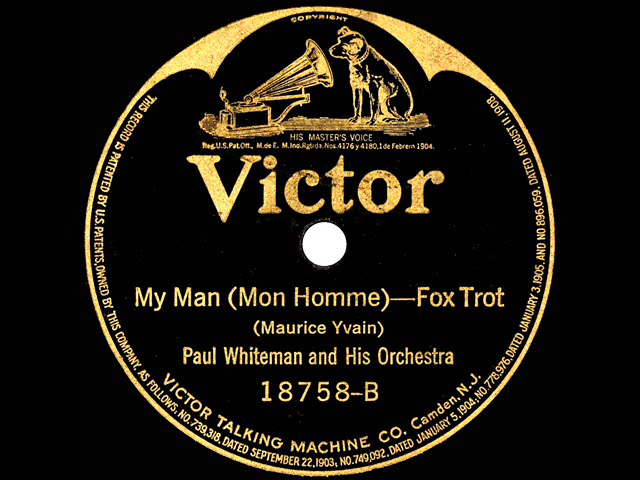 COPYRIGHT
HIS MASTER'S VOICE
Reg.U.S.Pat.Off., M.de E. M.Ind.Rgtrda.Nos.4176 y 4180,1 de Febrero 1904.
Victor
My Man (Mon Homme)—Fox Trot
(Maurice Yvain)
Paul Whiteman and His Orchestra
18758-B
VICTOR TALKING MACHINE CO. Camden, N.J.
THIS RECORD IS PATENTED BY U.S. PATENTS, OWNED BY THIS COMPANY, AS FOLLOWS, NO.739,318, DATED SEPTEMBER 22, 1903, NO.749,092, DATED JANUARY 5, 1904; NO.778,976, DATED JANUARY 3, 1905, AND NO 896,059, DATED AUGUST 11, 1908